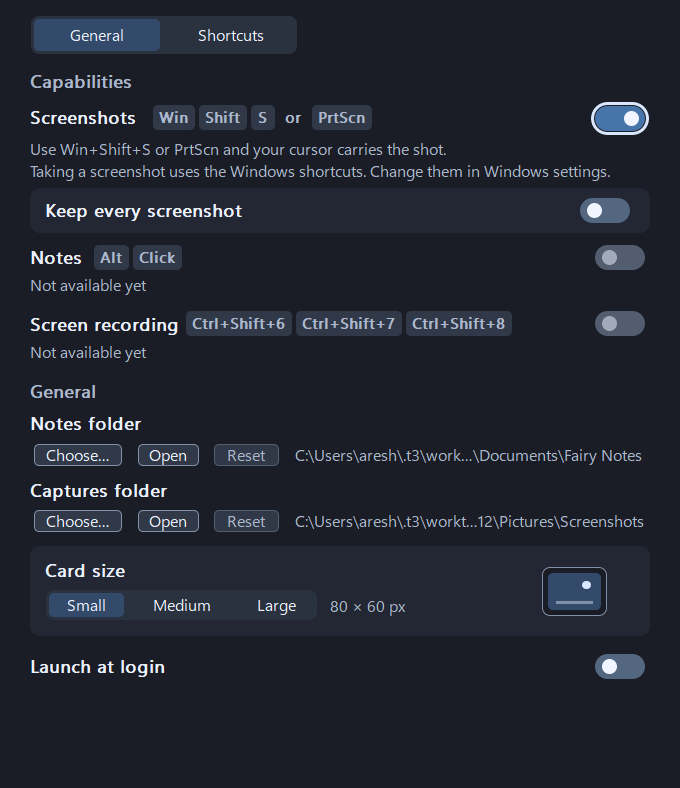 General Shortcuts
Capabilities
Screenshots Win Shift S or PrtScn
Use Win+Shift+S or PrtScn and your cursor carries the shot.
Taking a screenshot uses the Windows shortcuts. Change them in Windows settings.
Keep every screenshot
Notes Alt Click
Not available yet
Screen recording Ctrl+Shift+6 Ctrl+Shift+7 Ctrl+Shift+8
Not available yet
General
Notes folder
Choose... Open Reset C:\Users\aresh\.t3\work...\Documents\Fairy Notes
Captures folder
Choose... Open Reset C:\Users\aresh\.t3\workt...12\Pictures\Screenshots
Card size
Small Medium Large 80 × 60 px
Launch at login